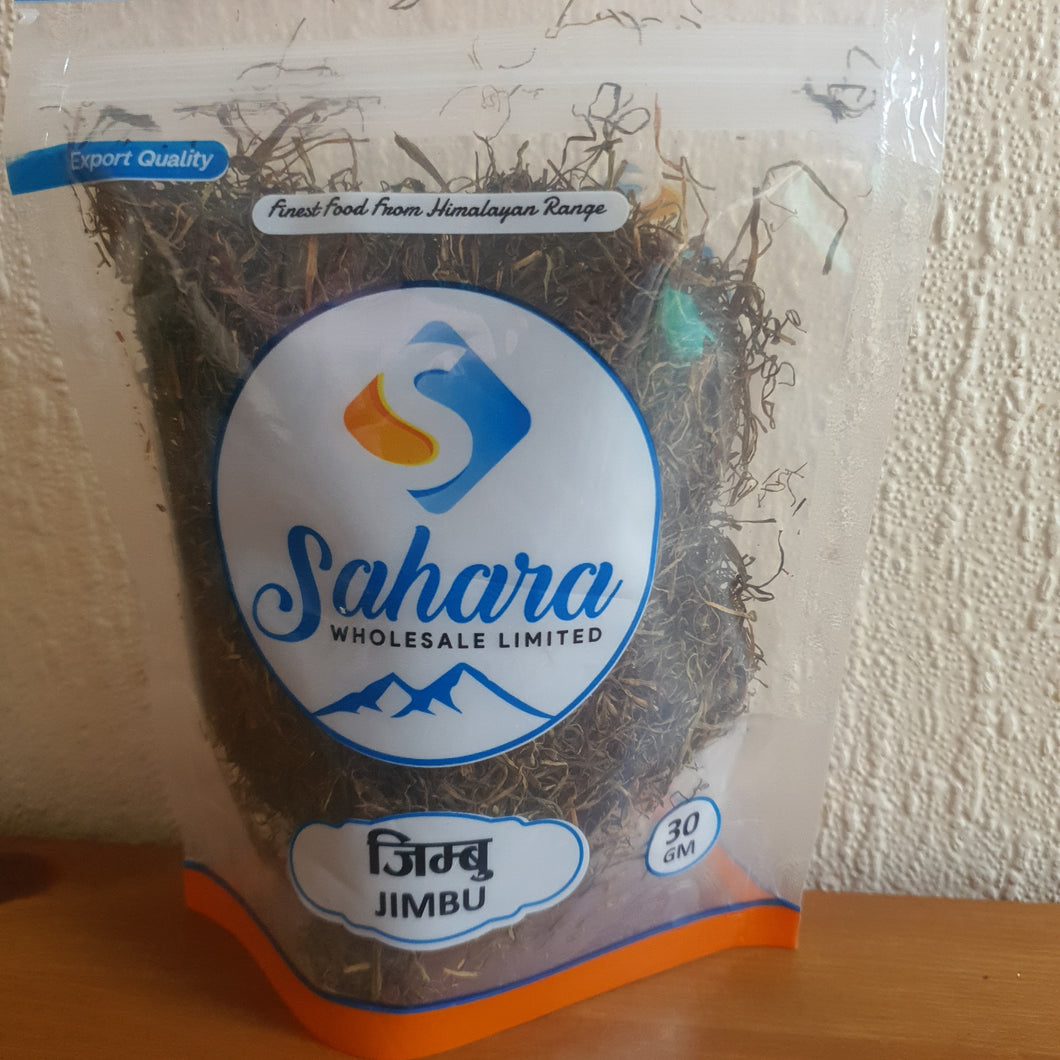 Export Quality
Finest Food From Himalayan Range
S
Sahara
WHOLESALE LIMITED
जिम्बु
JIMBU
30
GM